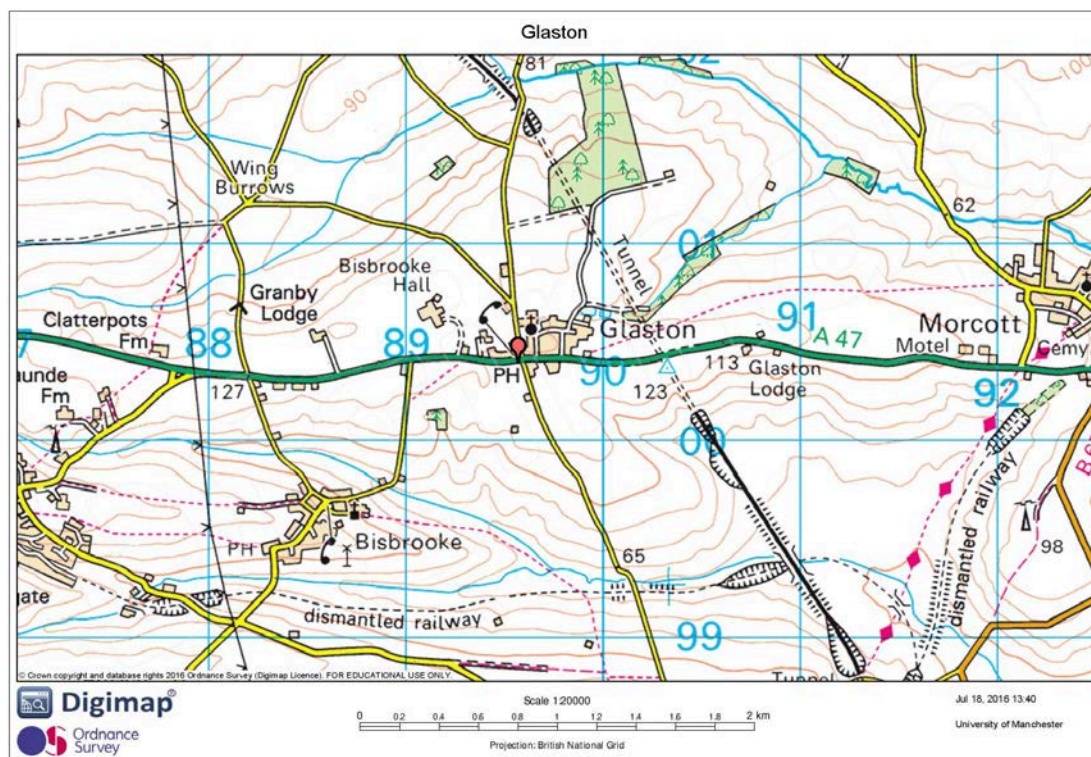 Glaston
81
90
100
Wing
Burrows
62
01
Tunnel
Bisbrooke
Hall
Granby
Lodge
Clatterpots
Fm
88
89
Glaston
91
A 47
Morcott
Motel
Cemy
PH
90
113
Glaston
Lodge
127
123
92
aunde
Fm
00
dismantled railway
98
PH
Bisbrooke
65
gate
dismantled railway
99
Tunnel
© Crown copyright and database rights 2016 Ordnance Survey (Digimap Licence). FOR EDUCATIONAL USE ONLY.
Digimap®
Ordnance
Survey
Scale 1:20000
0 0.2 0.4 0.6 0.8 1 1.2 1.4 1.6 1.8 2 km
Projection: British National Grid
Jul 18, 2016 13:40
University of Manchester